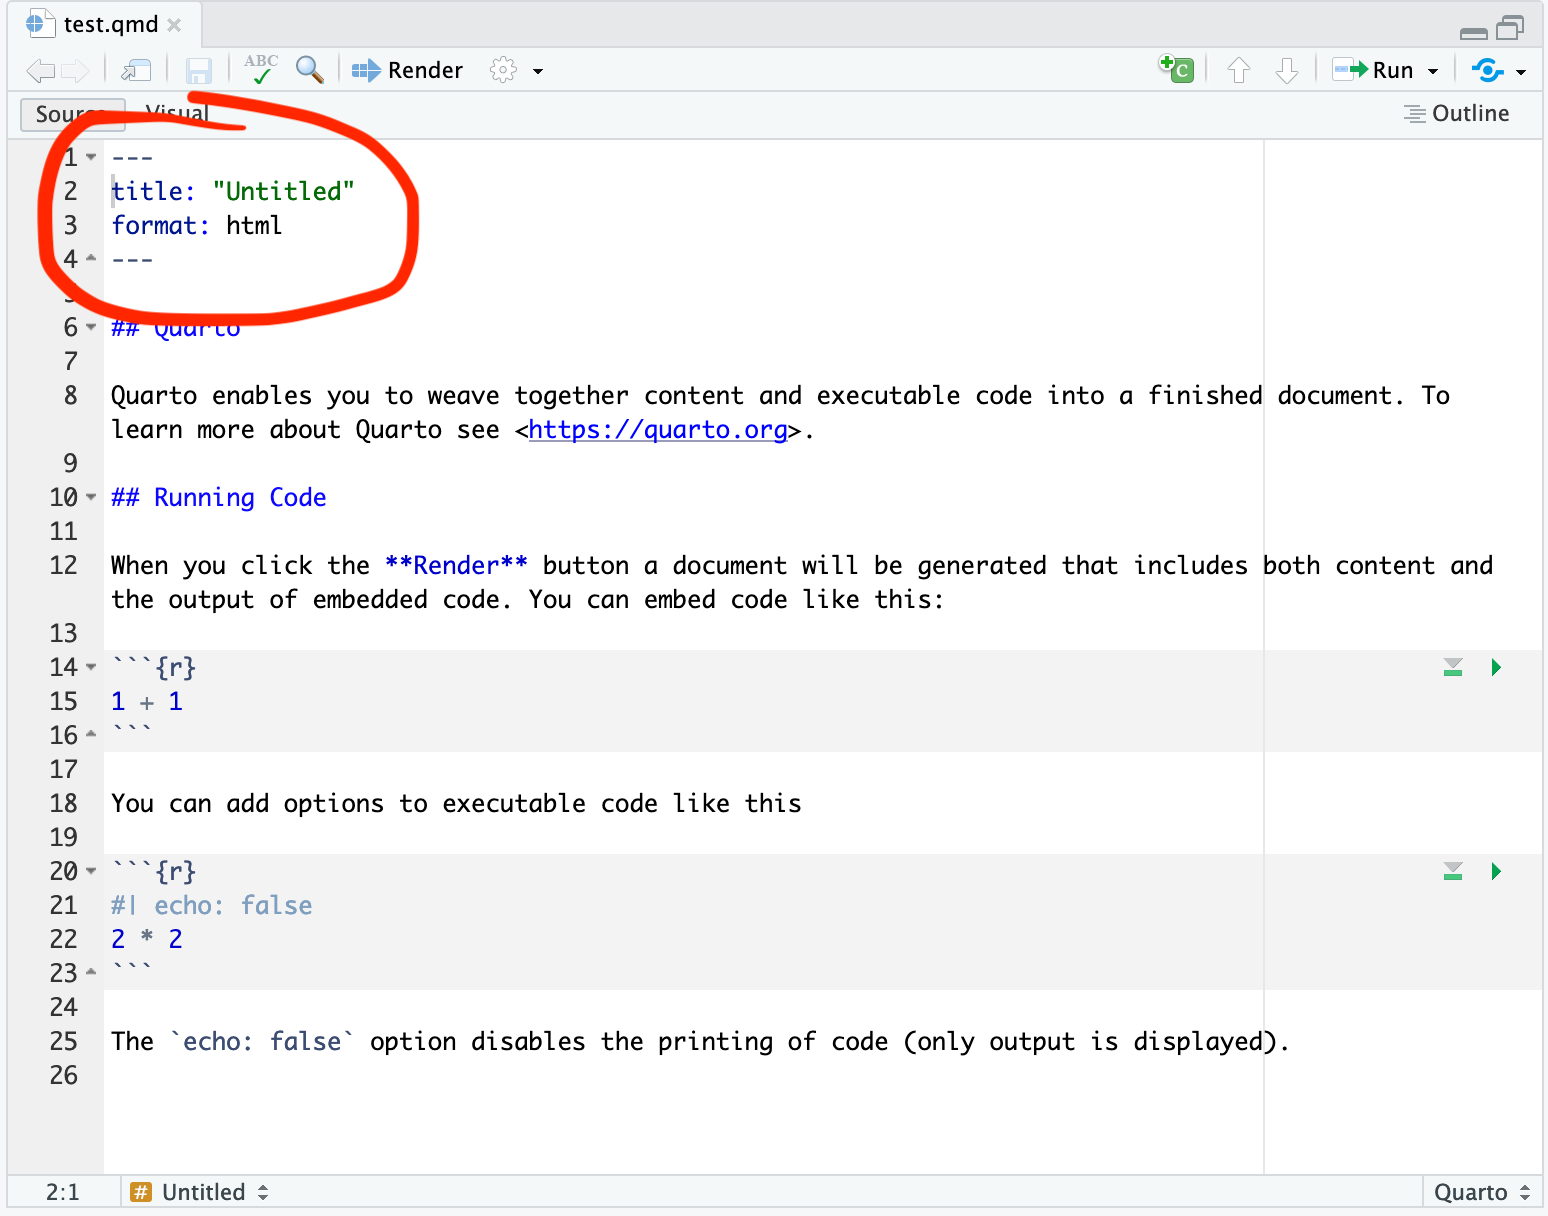 test.qmd
ABC Render C Run
Source Visual Outline
1 ---
2 title: "Untitled"
3 format: html
4 ---
5
6 ## Quarto
7
8 Quarto enables you to weave together content and executable code into a finished document. To
learn more about Quarto see <https://quarto.org>.
9
10 ## Running Code
11
12 When you click the **Render** button a document will be generated that includes both content and
the output of embedded code. You can embed code like this:
13
14 ```{r}
15 1 + 1
16 ```
17
18 You can add options to executable code like this
19
20 ```{r}
21 #| echo: false
22 2 * 2
23 ```
24
25 The `echo: false` option disables the printing of code (only output is displayed).
26
2:1 # Untitled Quarto